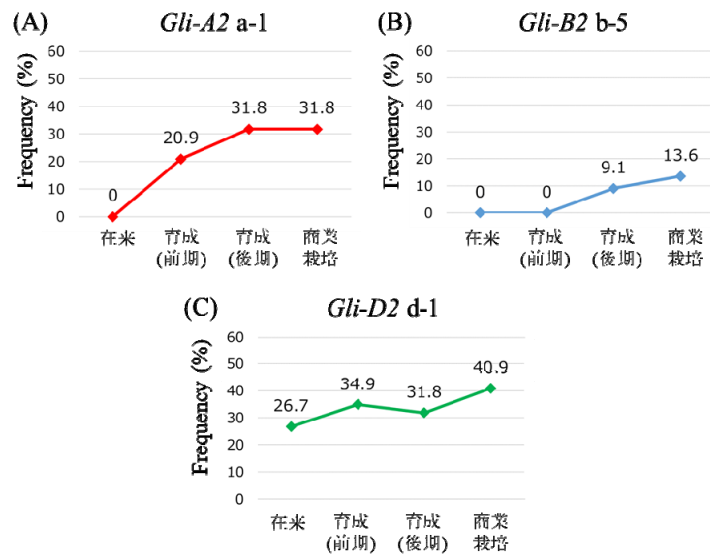 (A)
Gli-A2 a-1
Frequency (%)
60
50
40
30
20
10
0
0
20.9
31.8
31.8
在来
育成
(前期)
育成
(後期)
商業
栽培
(B)
Gli-B2 b-5
Frequency (%)
60
50
40
30
20
10
0
0
0
9.1
13.6
在来
育成
(前期)
育成
(後期)
商業
栽培
(C)
Gli-D2 d-1
Frequency (%)
60
50
40
30
20
10
0
26.7
34.9
31.8
40.9
在来
育成
(前期)
育成
(後期)
商業
栽培